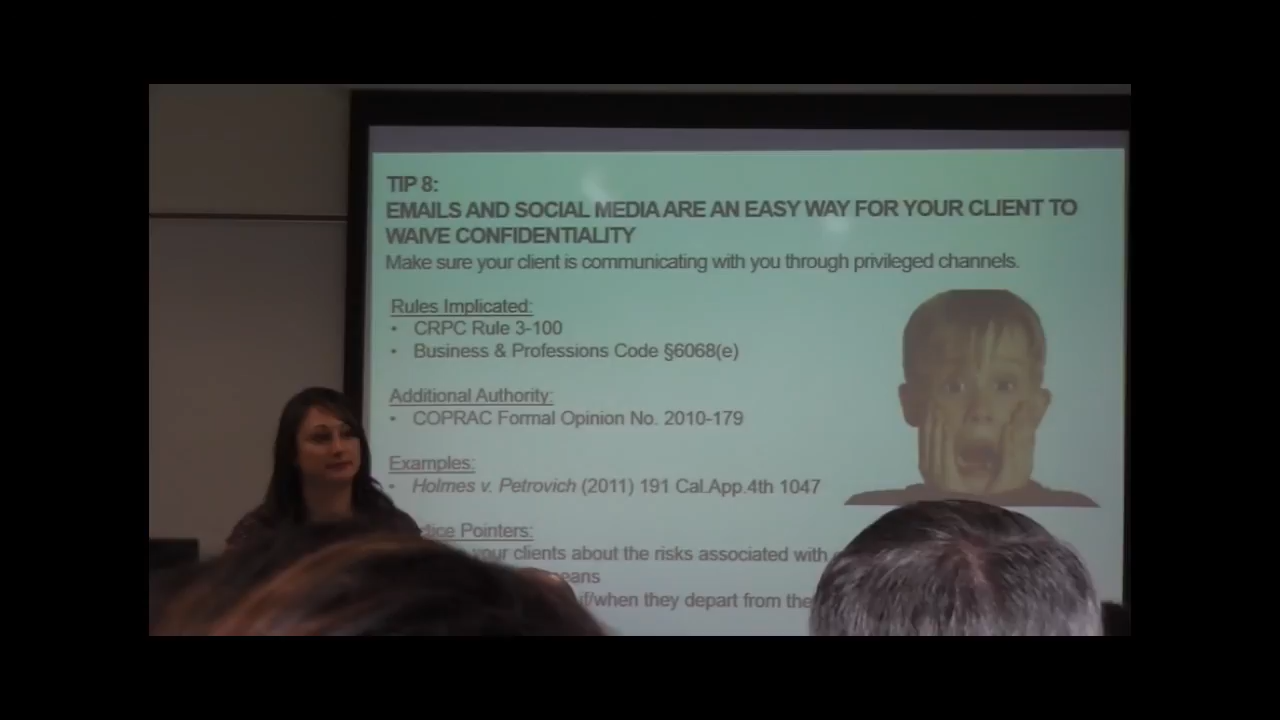 TIP 8:
EMAILS AND SOCIAL MEDIA ARE AN EASY WAY FOR YOUR CLIENT TO
WAIVE CONFIDENTIALITY
Make sure your client is communicating with you through privileged channels.
Rules Implicated:
• CRPC Rule 3-100
• Business & Professions Code §6068(e)
Additional Authority:
• COPRAC Formal Opinion No. 2010-179
Examples:
• Holmes v. Petrovich (2011) 191 Cal.App.4th 1047
Pointers:
your clients about the risks associated with
if/when they depart from the